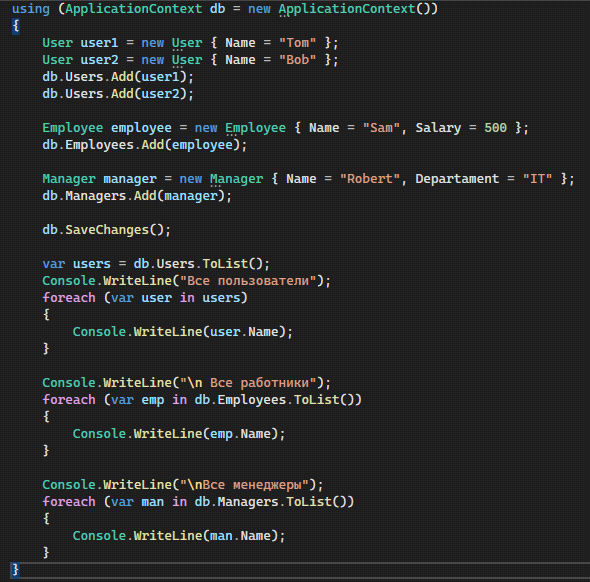 using (ApplicationContext db = new ApplicationContext())
{
    User user1 = new User { Name = "Tom" };
    User user2 = new User { Name = "Bob" };
    db.Users.Add(user1);
    db.Users.Add(user2);

    Employee employee = new Employee { Name = "Sam", Salary = 500 };
    db.Employees.Add(employee);

    Manager manager = new Manager { Name = "Robert", Departament = "IT" };
    db.Managers.Add(manager);

    db.SaveChanges();

    var users = db.Users.ToList();
    Console.WriteLine("Все пользователи");
    foreach (var user in users)
    {
        Console.WriteLine(user.Name);
    }

    Console.WriteLine("\n Все работники");
    foreach (var emp in db.Employees.ToList())
    {
        Console.WriteLine(emp.Name);
    }

    Console.WriteLine("\nВсе менеджеры");
    foreach (var man in db.Managers.ToList())
    {
        Console.WriteLine(man.Name);
    }
}